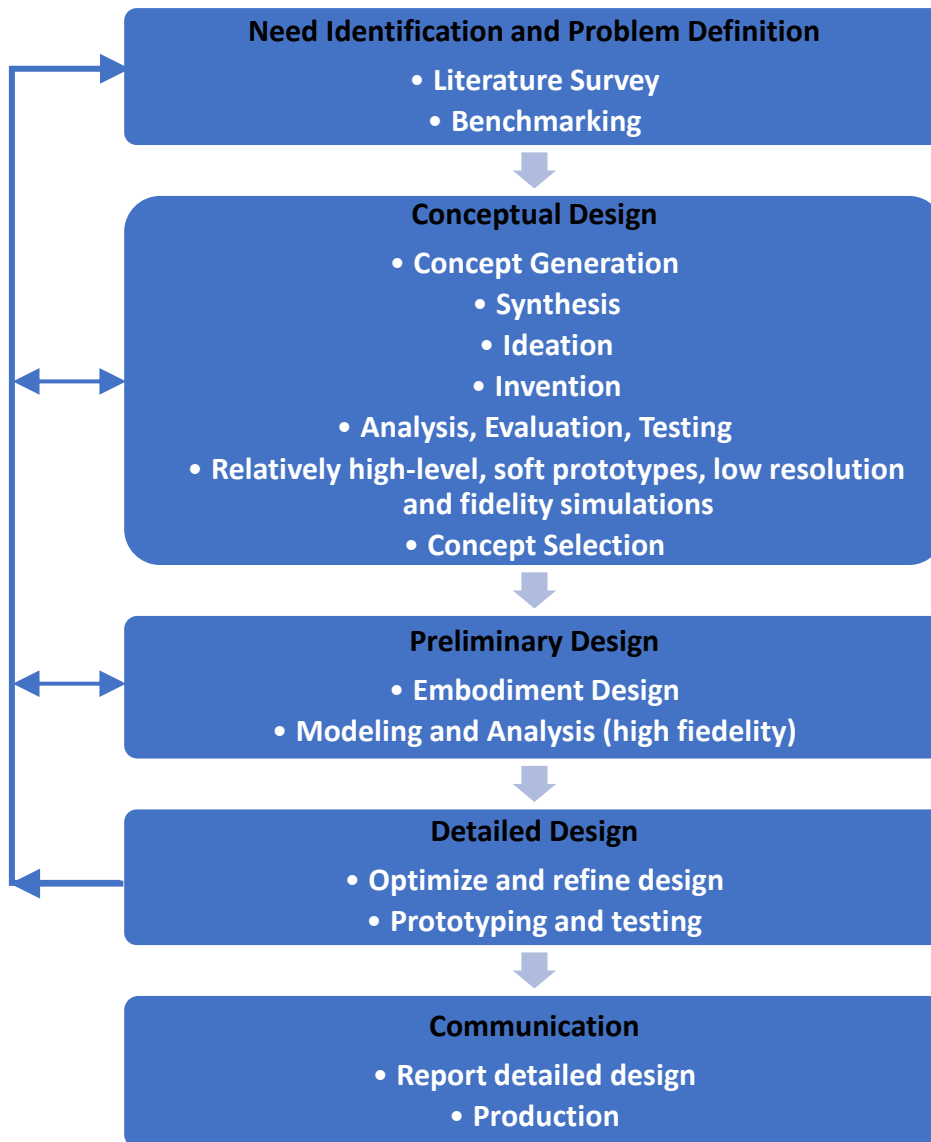 Need Identification and Problem Definition
• Literature Survey
• Benchmarking
Conceptual Design
• Concept Generation
• Synthesis
• Ideation
• Invention
• Analysis, Evaluation, Testing
• Relatively high-level, soft prototypes, low resolution
and fidelity simulations
• Concept Selection
Preliminary Design
• Embodiment Design
• Modeling and Analysis (high fiedelity)
Detailed Design
• Optimize and refine design
• Prototyping and testing
Communication
• Report detailed design
• Production